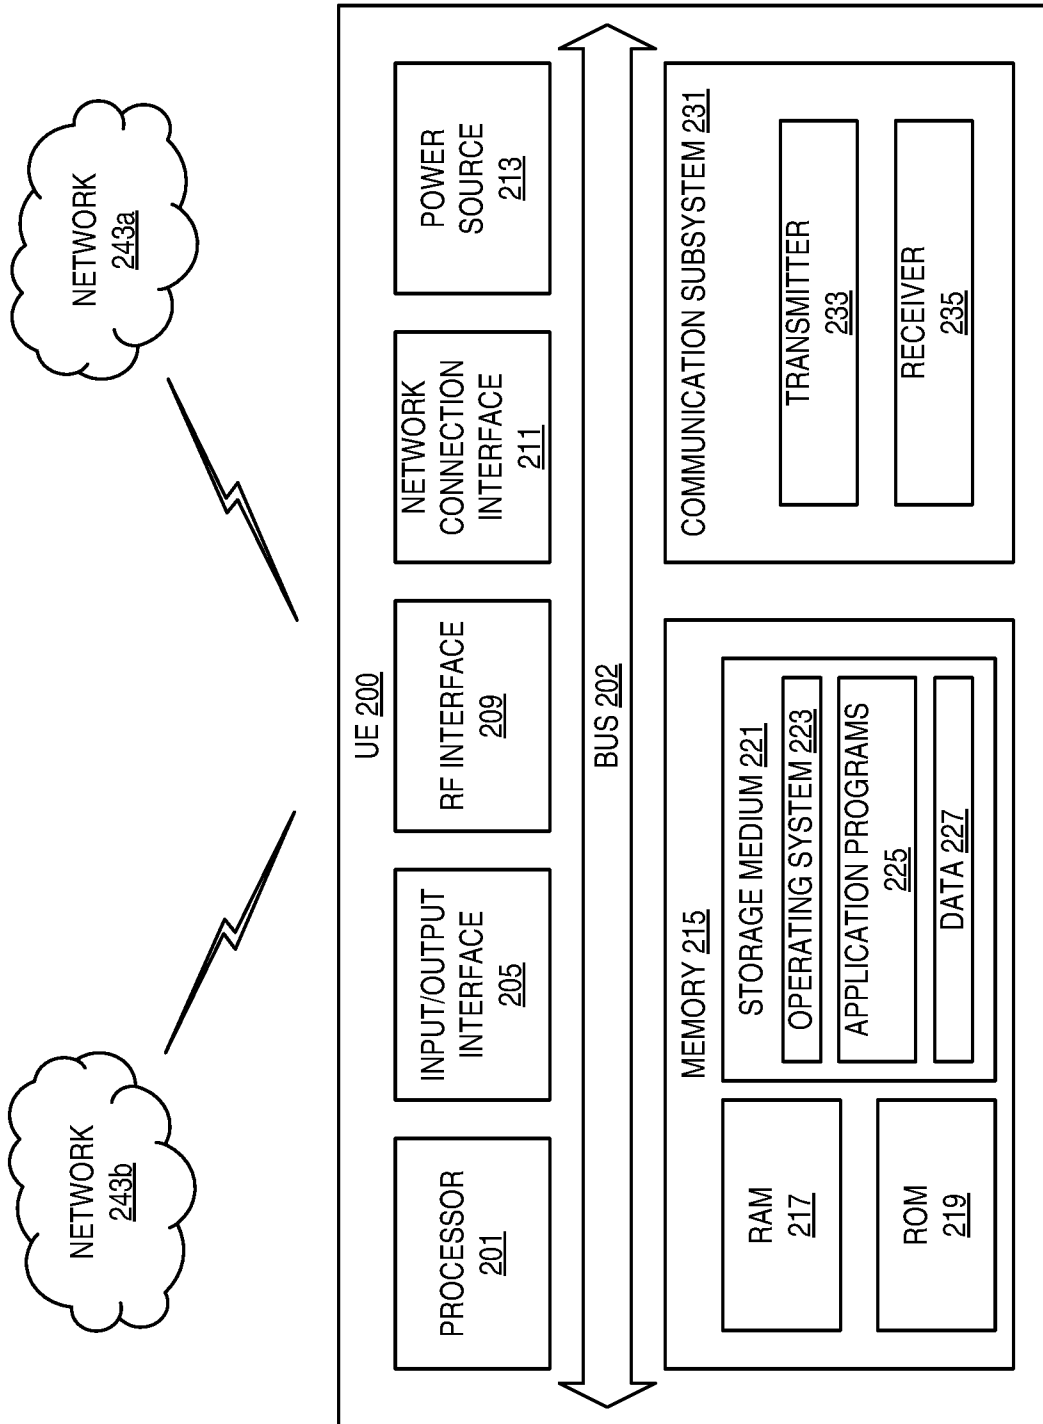 NETWORK
243b
NETWORK
243a
UE 200
PROCESSOR
201
INPUT/OUTPUT
INTERFACE
205
RF INTERFACE
209
NETWORK
CONNECTION
INTERFACE
211
POWER
SOURCE
213
BUS 202
MEMORY 215
RAM
217
ROM
219
STORAGE MEDIUM 221
OPERATING SYSTEM 223
APPLICATION PROGRAMS
225
DATA 227
COMMUNICATION SUBSYSTEM 231
TRANSMITTER
233
RECEIVER
235